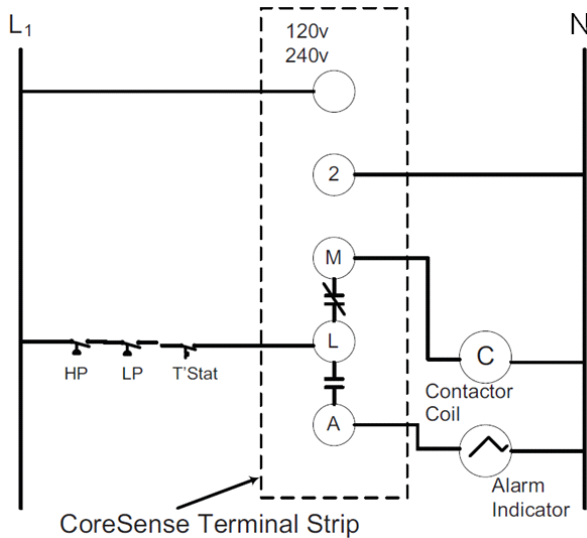 L₁
N
120v
240v
2
M
L
HP
LP
T'Stat
C
Contactor
Coil
A
Alarm
Indicator
CoreSense Terminal Strip